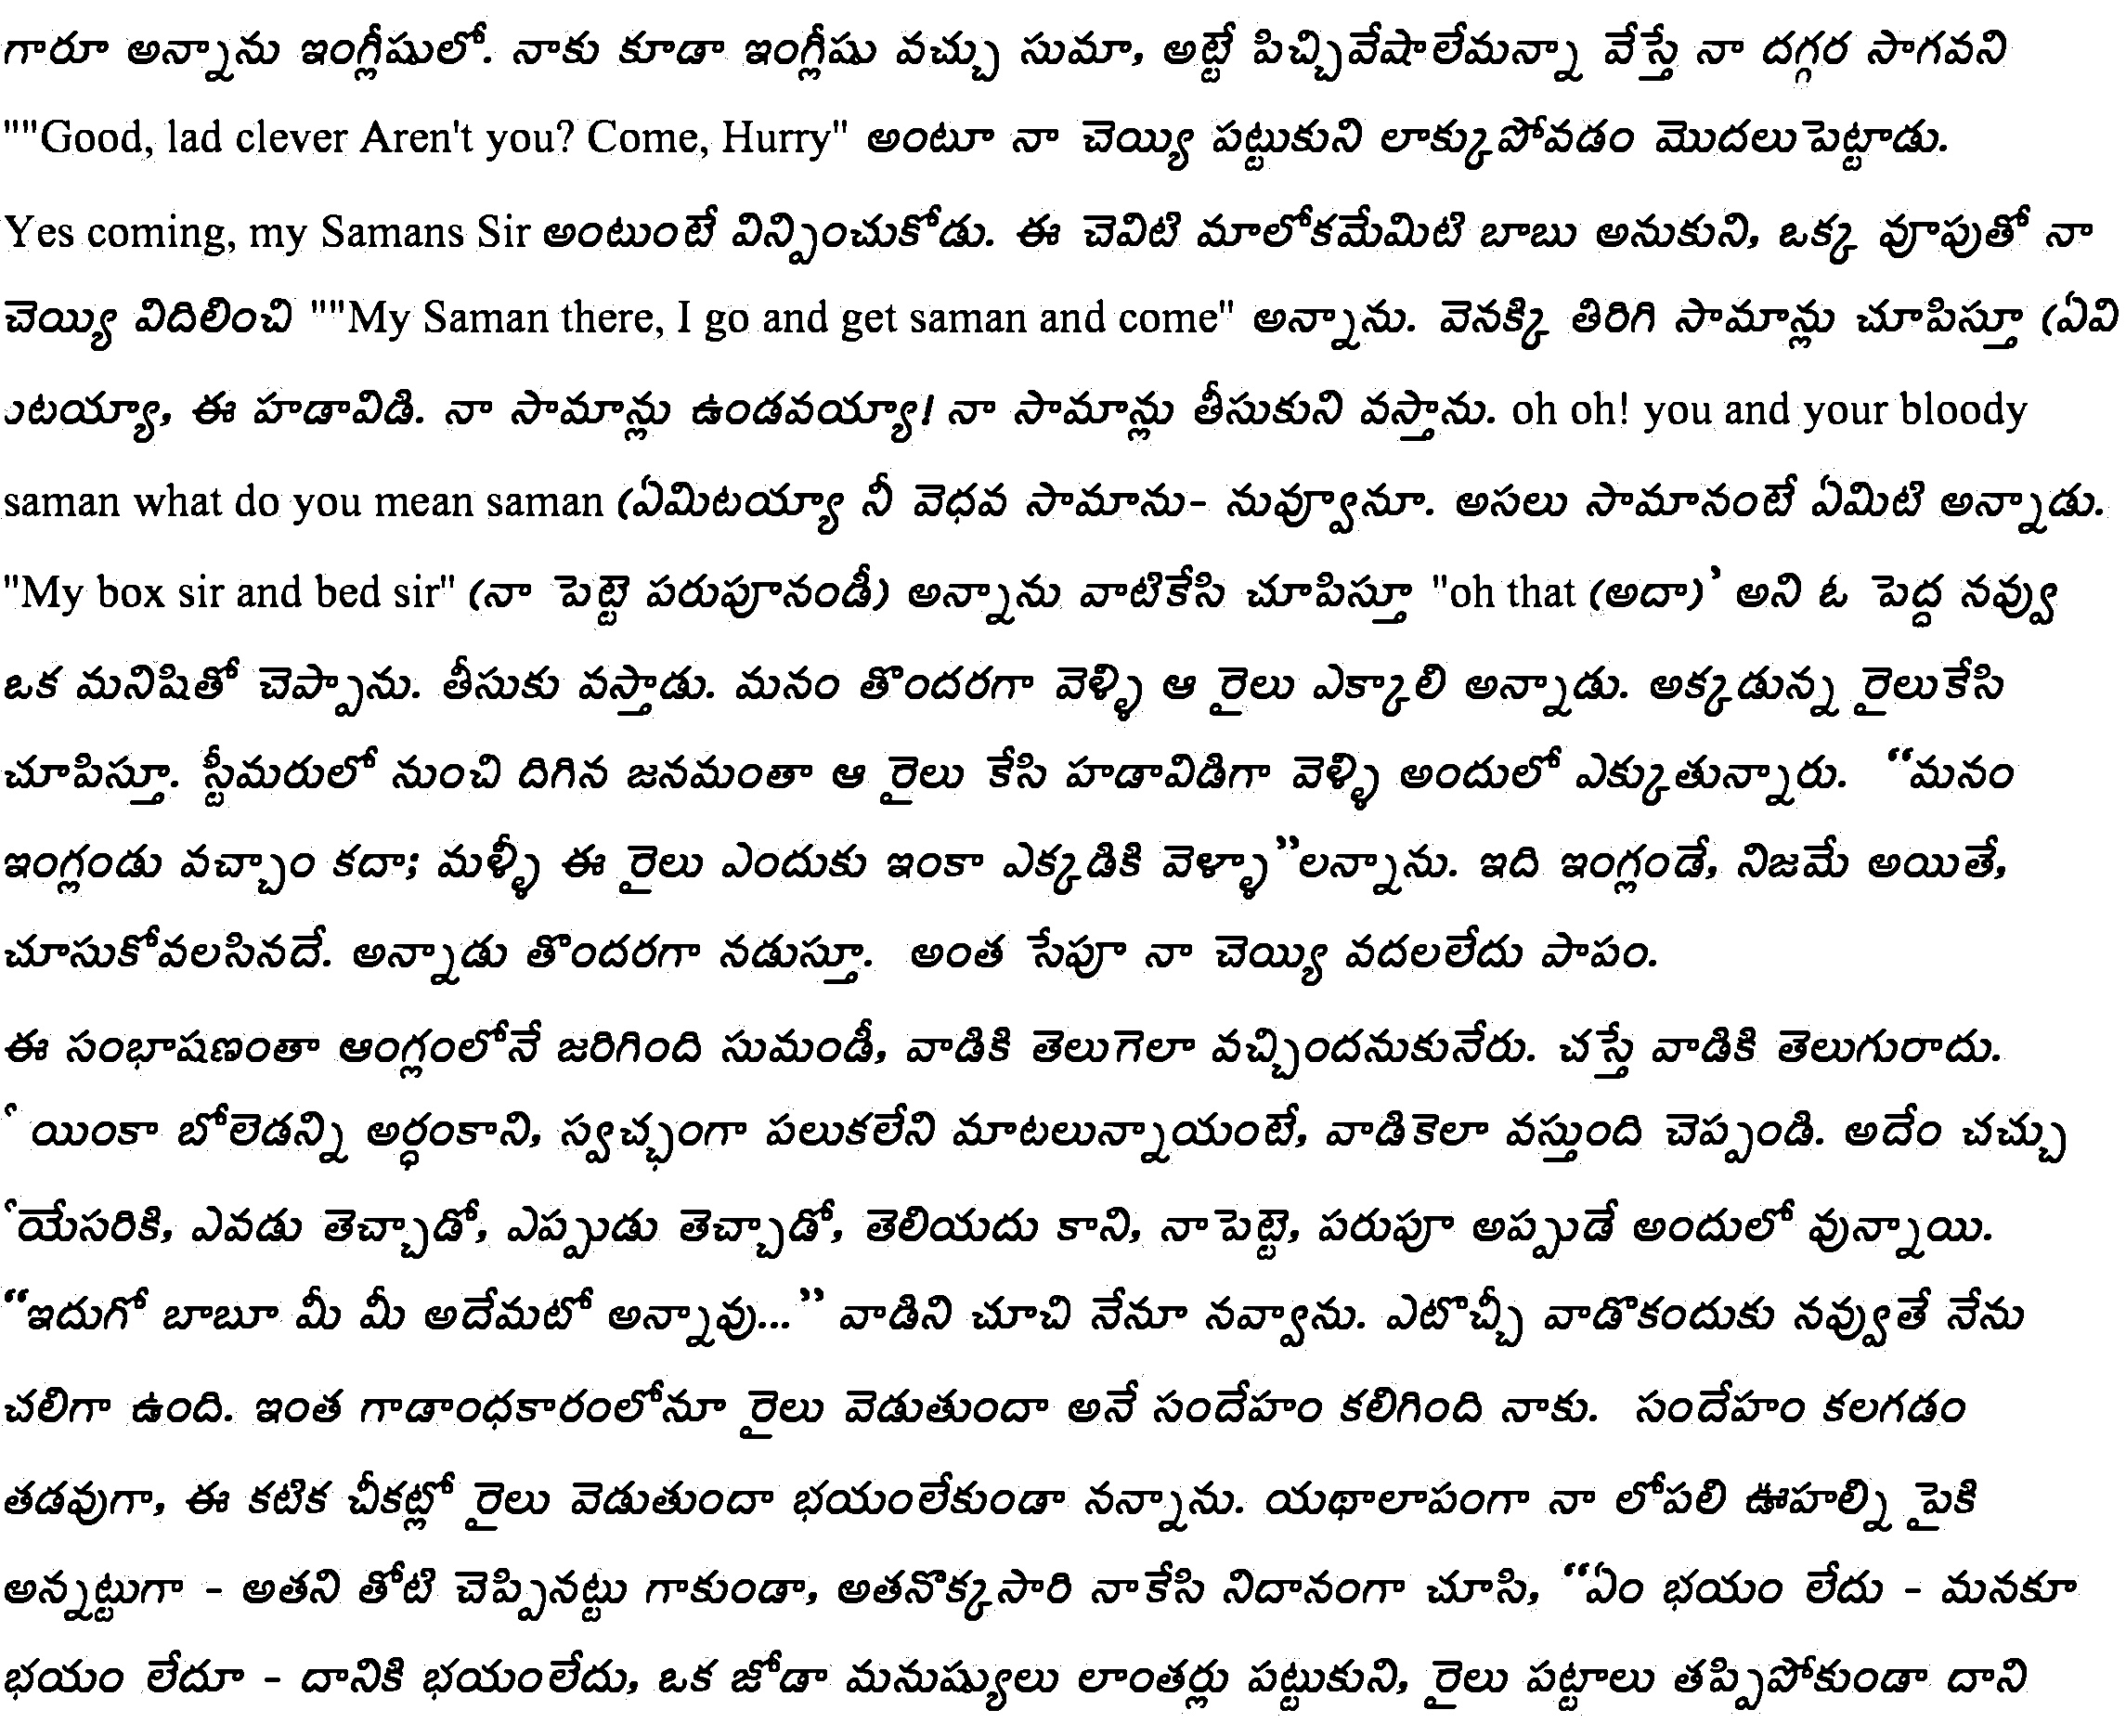 గారూ అన్నాను ఇంగ్లీషులో. నాకు కూడా ఇంగ్లీషు వచ్చు సుమా, అట్టే పిచ్చివేషాలేమన్నా వేస్తే నా దగ్గర సాగవని
""Good, lad clever Aren't you? Come, Hurry" అంటూ నా చెయ్యి పట్టుకుని లాక్కుపోవడం మొదలుపెట్టాడు.
Yes coming, my Samans Sir అంటుంటే విన్పించుకోడు. ఈ చెవిటి మాలోకమేమిటి బాబు అనుకుని, ఒక్క వూపుతో నా
చెయ్యి విదిలించి ""My Saman there, I go and get saman and come" అన్నాను. వెనక్కి తిరిగి సామాన్లు చూపిస్తూ (ఏవి
ంటయ్యా, ఈ హడావిడి. నా సామాన్లు ఉండవయ్యా! నా సామాన్లు తీసుకుని వస్తాను. oh oh! you and your bloody
saman what do you mean saman (ఏమిటయ్యా నీ వెధవ సామాను- నువ్వూనూ. అసలు సామానంటే ఏమిటి అన్నాడు.
"My box sir and bed sir" (నా పెట్టె పరుపూనండీ) అన్నాను వాటికేసి చూపిస్తూ "oh that (అదా)’ అని ఓ పెద్ద నవ్వు
ఒక మనిషితో చెప్పాను. తీసుకు వస్తాడు. మనం తొందరగా వెళ్ళి ఆ రైలు ఎక్కాలి అన్నాడు. అక్కడున్న రైలుకేసి
చూపిస్తూ. స్టీమరులో నుంచి దిగిన జనమంతా ఆ రైలు కేసి హడావిడిగా వెళ్ళి అందులో ఎక్కుతున్నారు. “మనం
ఇంగ్లండు వచ్చాం కదా; మళ్ళీ ఈ రైలు ఎందుకు ఇంకా ఎక్కడికి వెళ్ళా”లన్నాను. ఇది ఇంగ్లండే, నిజమే అయితే,
చూసుకోవలసినదే. అన్నాడు తొందరగా నడుస్తూ. అంత సేపూ నా చెయ్యి వదలలేదు పాపం.
ఈ సంభాషణంతా ఆంగ్లంలోనే జరిగింది సుమండీ, వాడికి తెలుగెలా వచ్చిందనుకునేరు. చస్తే వాడికి తెలుగురాదు.
‘ యింకా బోలెడన్ని అర్ధంకాని, స్వచ్ఛంగా పలుకలేని మాటలున్నాయంటే, వాడికెలా వస్తుంది చెప్పండి. అదేం చచ్చు
‘యేసరికి, ఎవడు తెచ్చాడో, ఎప్పుడు తెచ్చాడో, తెలియదు కాని, నాపెట్టె, పరుపూ అప్పుడే అందులో వున్నాయి.
“ఇదుగో బాబూ మీ మీ అదేమటో అన్నావు...” వాడిని చూచి నేనూ నవ్వాను. ఎటొచ్చీ వాడొకందుకు నవ్వుతే నేను
చలిగా ఉంది. ఇంత గాడాంధకారంలోనూ రైలు వెడుతుందా అనే సందేహం కలిగింది నాకు. సందేహం కలగడం
తడవుగా, ఈ కటిక చీకట్లో రైలు వెడుతుందా భయంలేకుండా నన్నాను. యథాలాపంగా నా లోపలి ఊహల్ని పైకి
అన్నట్టుగా - అతని తోటి చెప్పినట్టు గాకుండా, అతనొక్కసారి నాకేసి నిదానంగా చూసి, “ఏం భయం లేదు - మనకూ
భయం లేదూ - దానికి భయంలేదు, ఒక జోడా మనుష్యులు లాంతర్లు పట్టుకుని, రైలు పట్టాలు తప్పిపోకుండా దాని